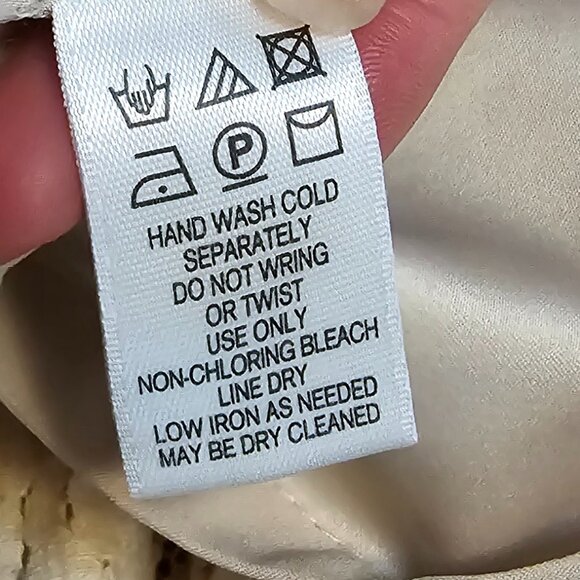 P
HAND WASH COLD
SEPARATELY
DO NOT WRING
OR TWIST
USE ONLY
NON-CHLORING BLEACH
LINE DRY
LOW IRON AS NEEDED
MAY BE DRY CLEANED